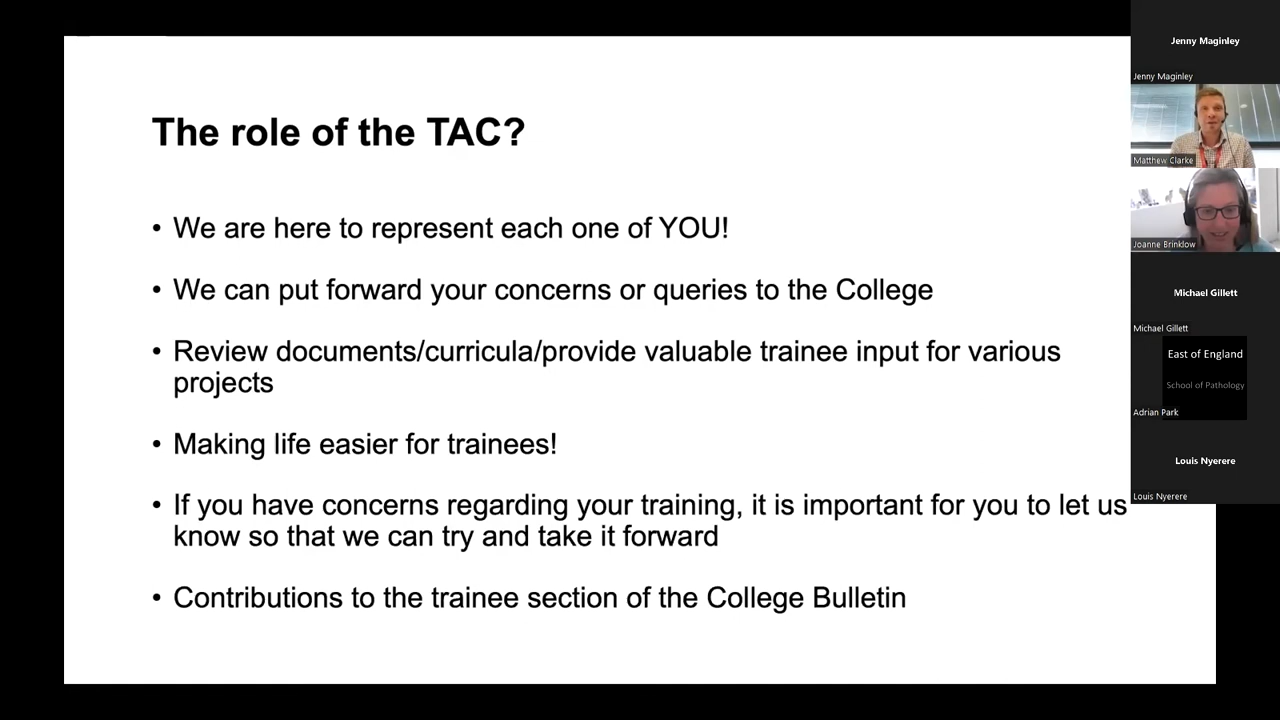 The role of the TAC?
• We are here to represent each one of YOU!
• We can put forward your concerns or queries to the College
• Review documents/curricula/provide valuable trainee input for various
projects
• Making life easier for trainees!
• If you have concerns regarding your training, it is important for you to let us
know so that we can try and take it forward
• Contributions to the trainee section of the College Bulletin
Jenny Maginley
Jenny Maginley
Matthew Clarke
Joanne Brinklow
Michael Gillett
Michael Gillett
East of England
School of Pathology
Adrian Park
Louis Nyerere
Louis Nyerere